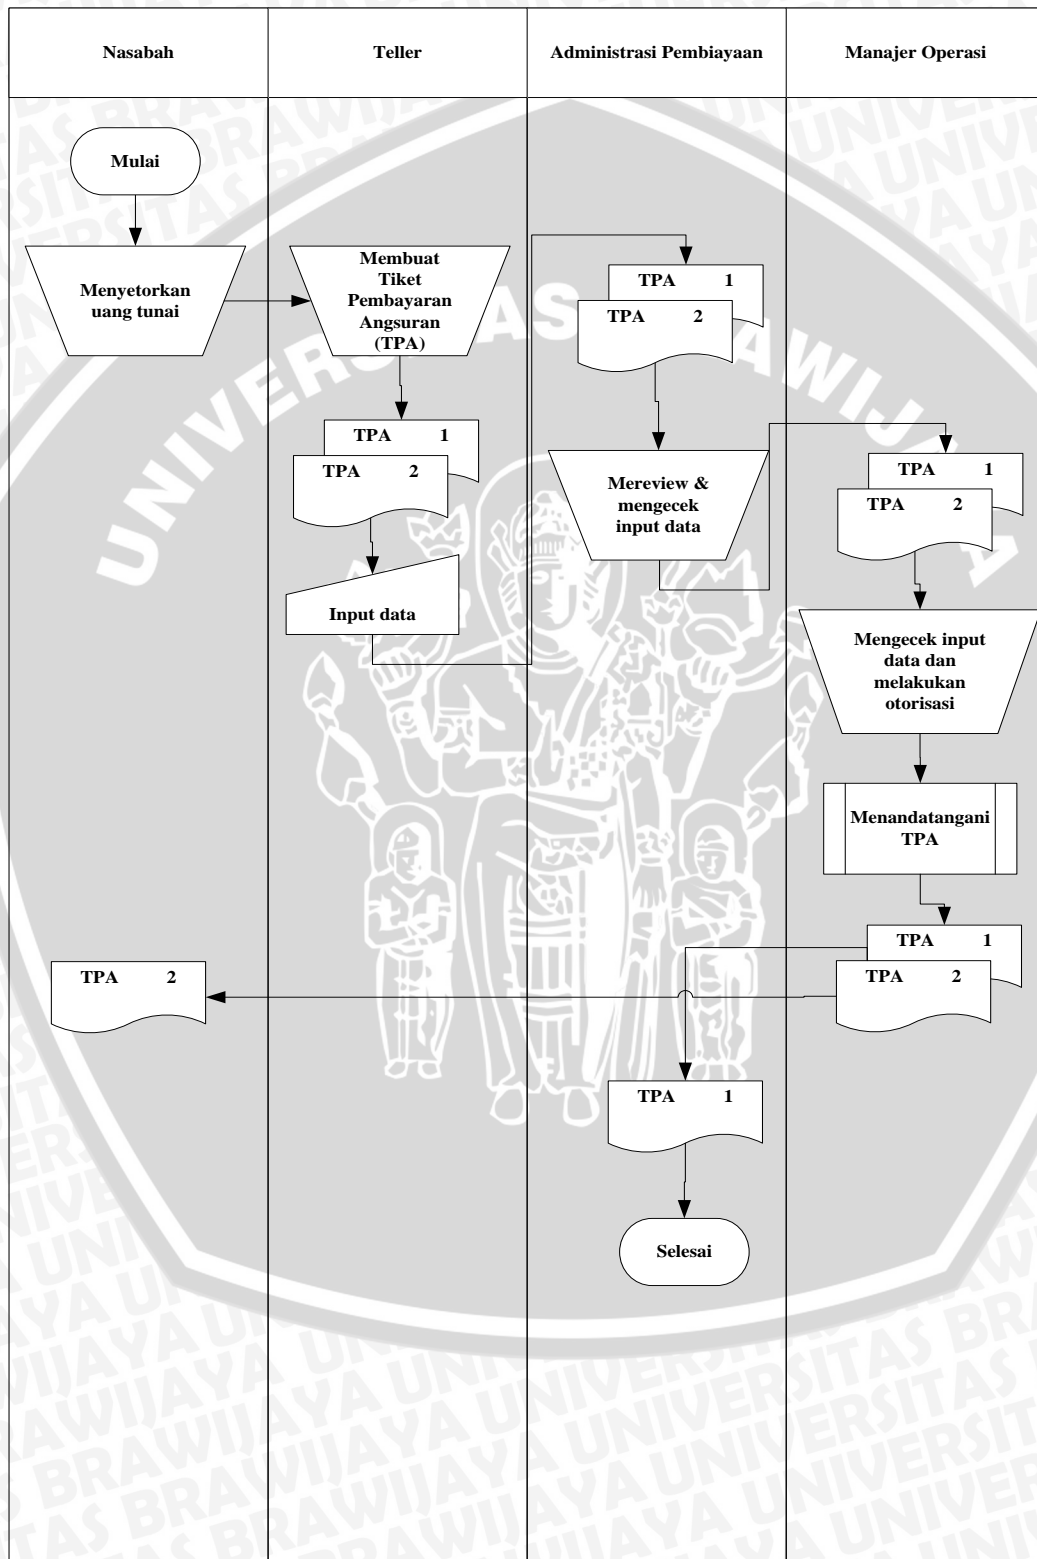 Nasabah
Teller
Administrasi Pembiayaan
Manajer Operasi
Mulai
Menyetorkan
uang tunai
Membuat
Tiket
Pembayaran
Angsuran
(TPA)
TPA 1
TPA 2
Input data
TPA 1
TPA 2
Mereview &
mengecek
input data
TPA 1
TPA 2
Mengecek input
data dan
melakukan
otorisasi
Menandatangani
TPA
TPA 1
TPA 2
TPA 2
TPA 1
Selesai